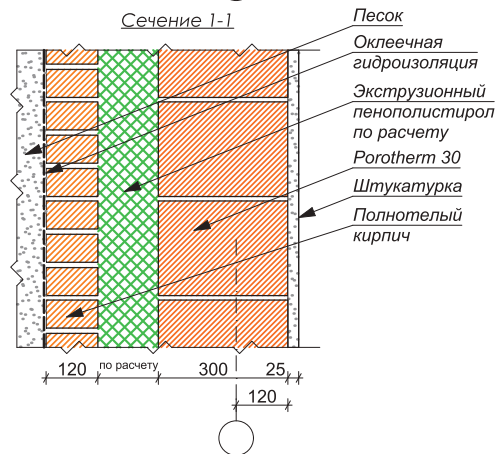 Сечение 1-1
Песок
Оклеечная
гидроизоляция
Экструзионный
пенополистирол
по расчету
Porotherm 30
Штукатурка
Полнотелый
кирпич
120 по расчету 300 25
120